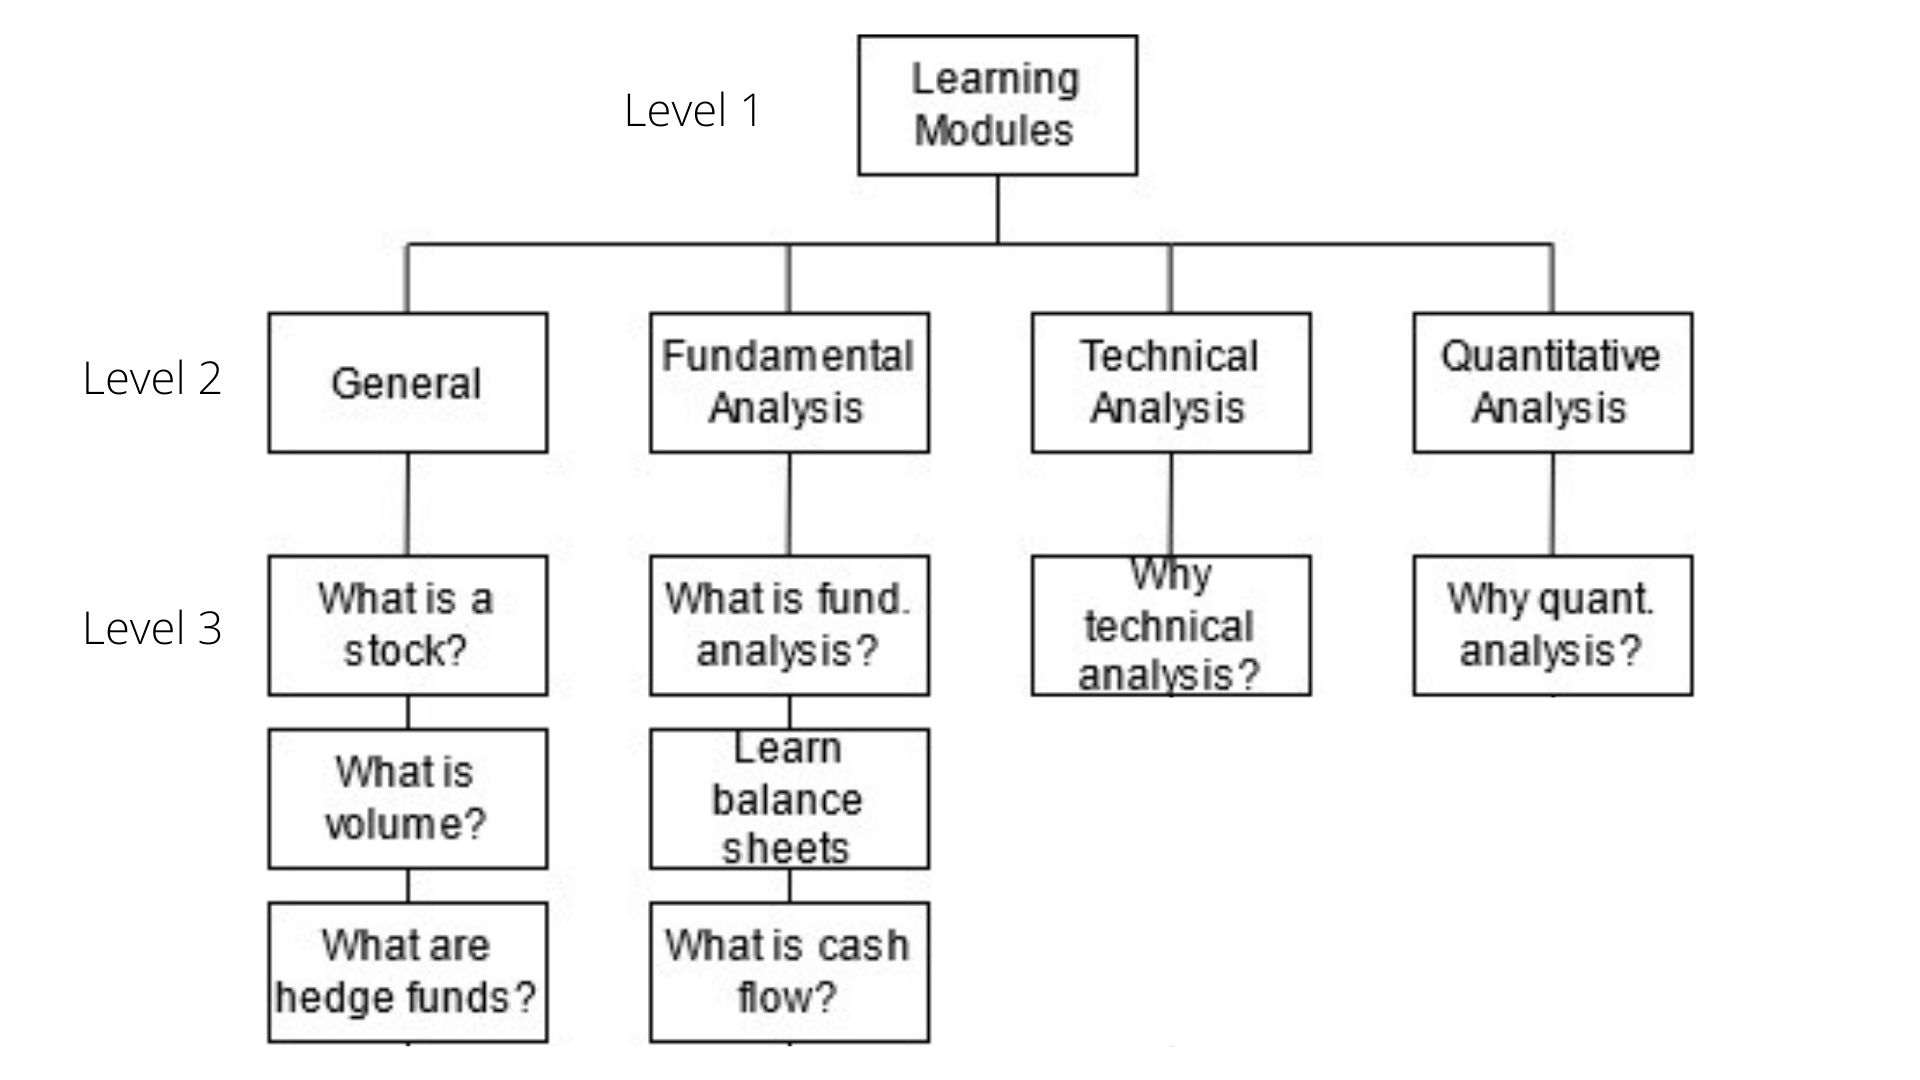 Level 1
Learning
Modules
Level 2
General
Fundamental
Analysis
Technical
Analysis
Quantitative
Analysis
Level 3
What is a
stock?
What is fund.
analysis?
Why
technical
analysis?
Why quant.
analysis?
What is
volume?
Learn
balance
sheets
What are
hedge funds?
What is cash
flow?